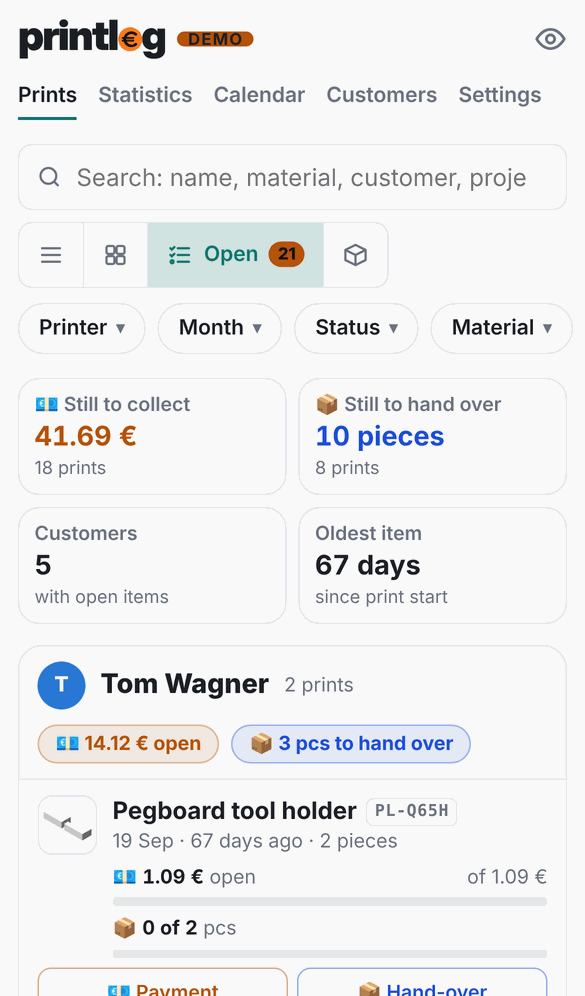 printl€g DEMO
Prints Statistics Calendar Customers Settings
Search: name, material, customer, proje
Open 21
Printer ▾ Month ▾ Status ▾ Material ▾
💶 Still to collect
41.69 €
18 prints
📦 Still to hand over
10 pieces
8 prints
Customers
5
with open items
Oldest item
67 days
since print start
T Tom Wagner 2 prints
💶 14.12 € open 📦 3 pcs to hand over
Pegboard tool holder PL-Q65H
19 Sep · 67 days ago · 2 pieces
💶 1.09 € open of 1.09 €
📦 0 of 2 pcs
💶 Payment 📦 Hand-over